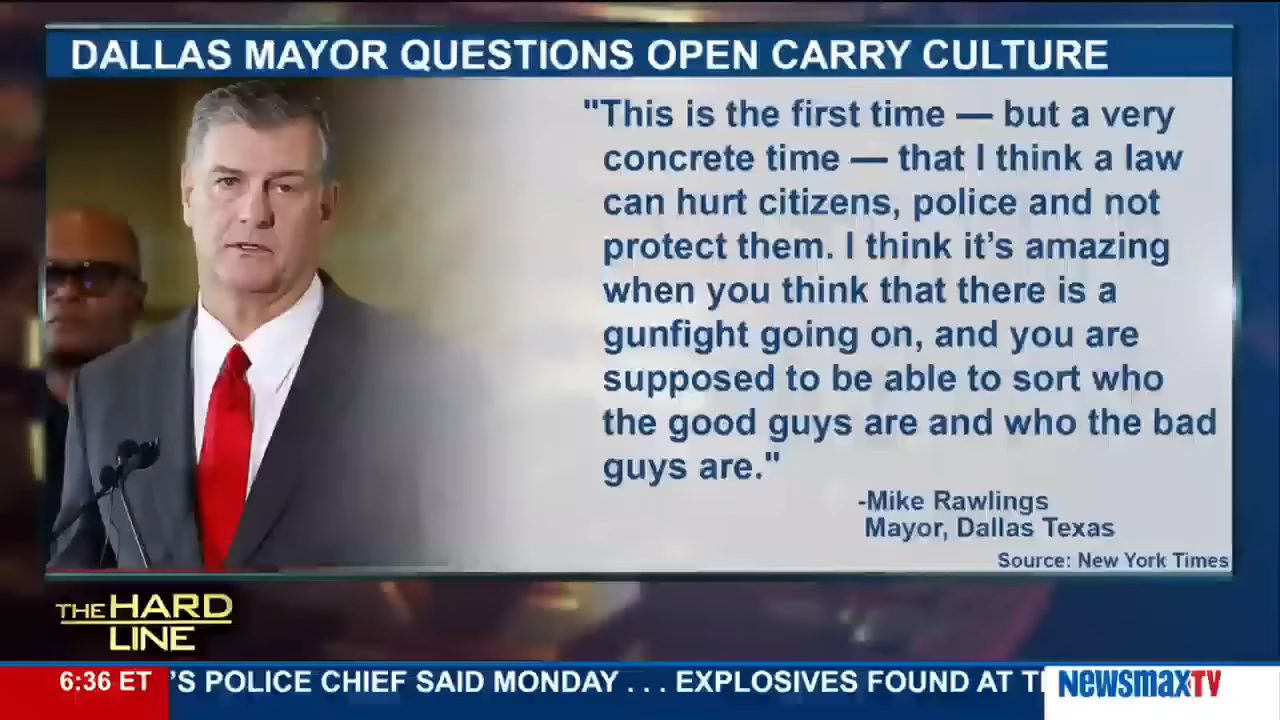 DALLAS MAYOR QUESTIONS OPEN CARRY CULTURE
"This is the first time — but a very
concrete time — that I think a law
can hurt citizens, police and not
protect them. I think it's amazing
when you think that there is a
gunfight going on, and you are
supposed to be able to sort who
the good guys are and who the bad
guys are."
-Mike Rawlings
Mayor, Dallas Texas
Source: New York Times
THE HARD
LINE
6:36 ET 'S POLICE CHIEF SAID MONDAY . . . EXPLOSIVES FOUND AT
NEWSMAXTV